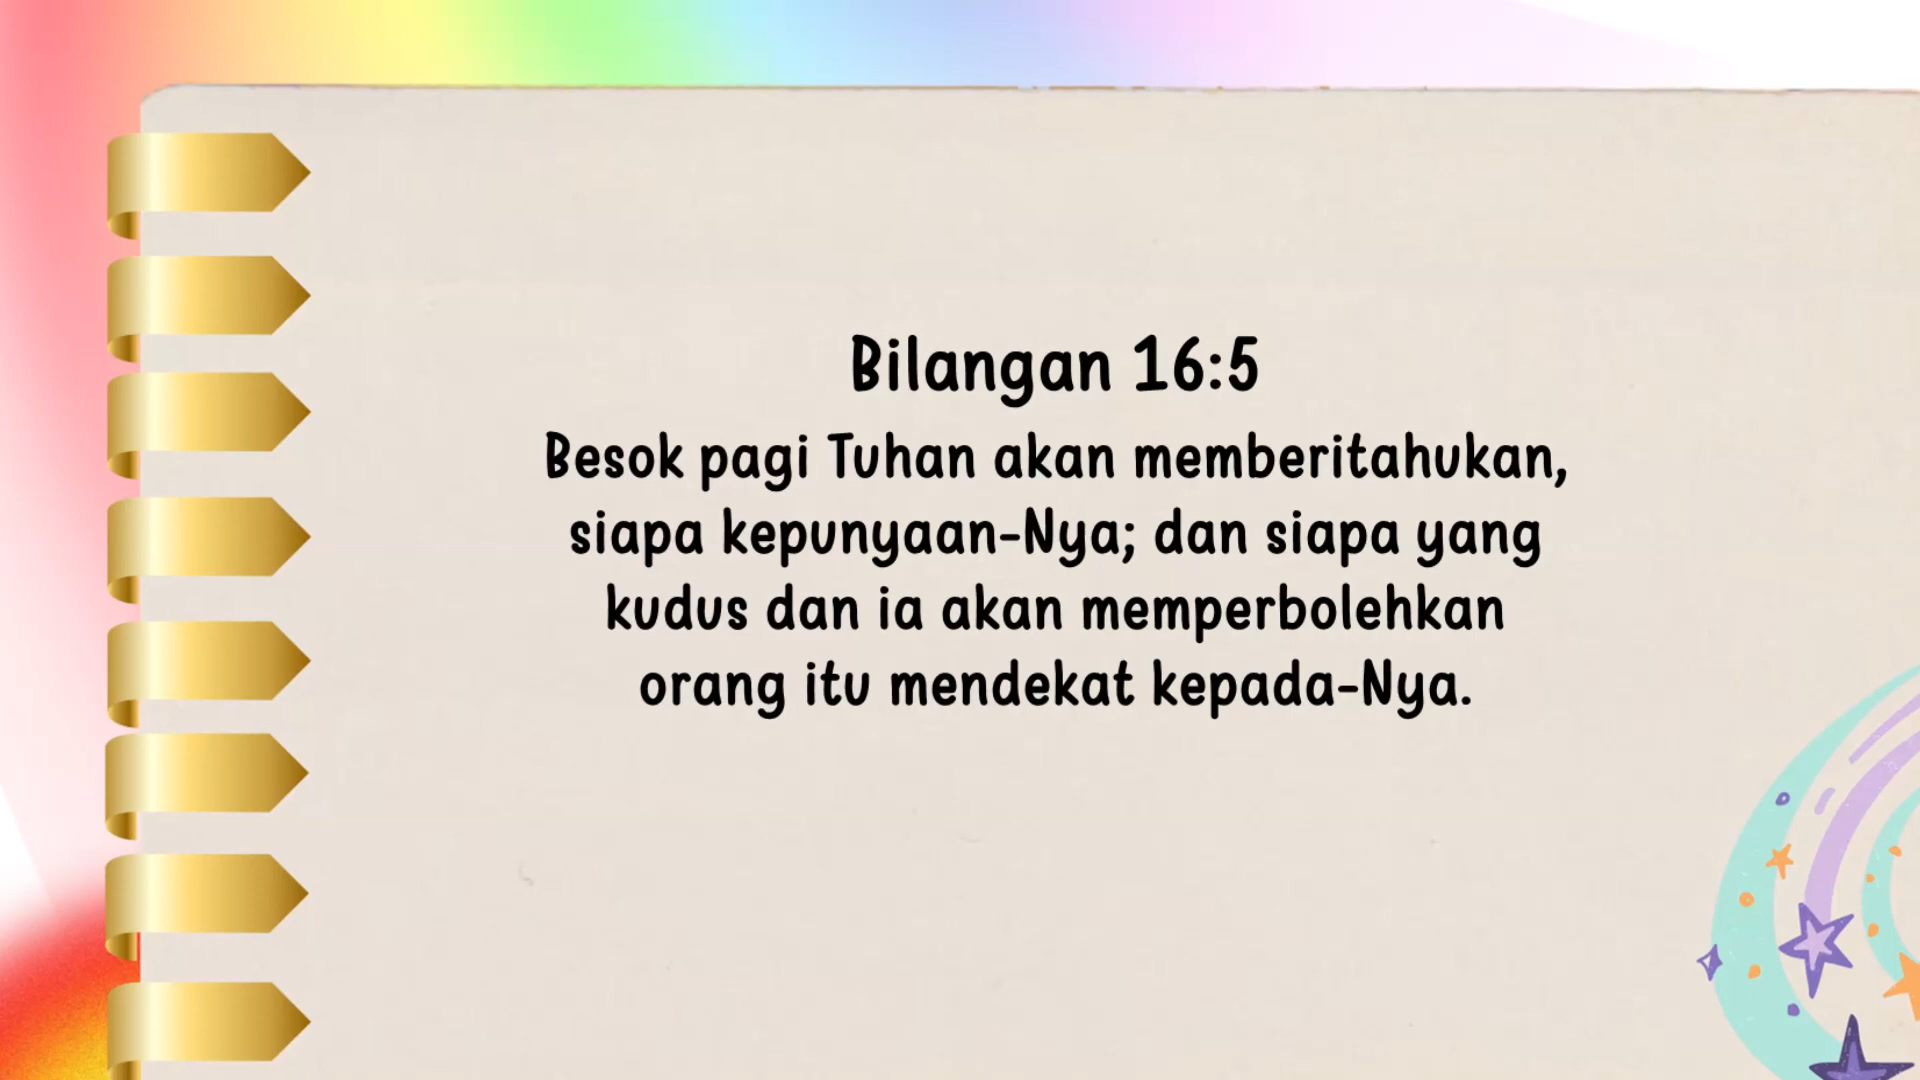 Bilangan 16:5
Besok pagi Tuhan akan memberitahukan,
siapa kepunyaan-Nya; dan siapa yang
kudus dan ia akan memperbolehkan
orang itu mendekat kepada-Nya.